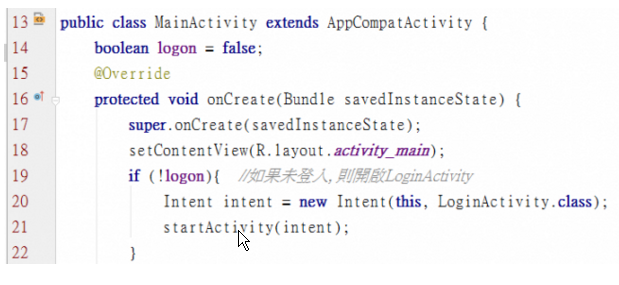 13 public class MainActivity extends AppCompatActivity {
14 boolean logon = false;
15 @Override
16 protected void onCreate(Bundle savedInstanceState) {
17 super.onCreate(savedInstanceState);
18 setContentView(R.layout.activity_main);
19 if (!logon){ //如果未登入,則開啟LoginActivity
20 Intent intent = new Intent(this, LoginActivity.class);
21 startActivity(intent);
22 }